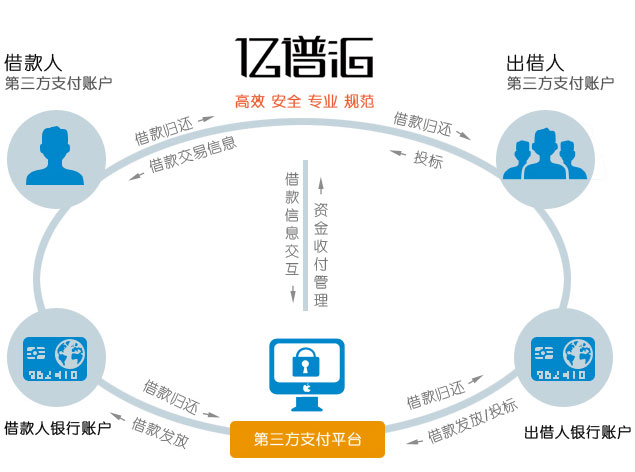 亿谱汇
高效 安全 专业 规范
借款人
第三方支付账户
出借人
第三方支付账户
借款归还
借款交易信息
借款归还
投标
借款信息交互
资金收付管理
借款人银行账户
借款归还
借款发放
第三方支付平台
借款归还
借款发放/投标
出借人银行账户